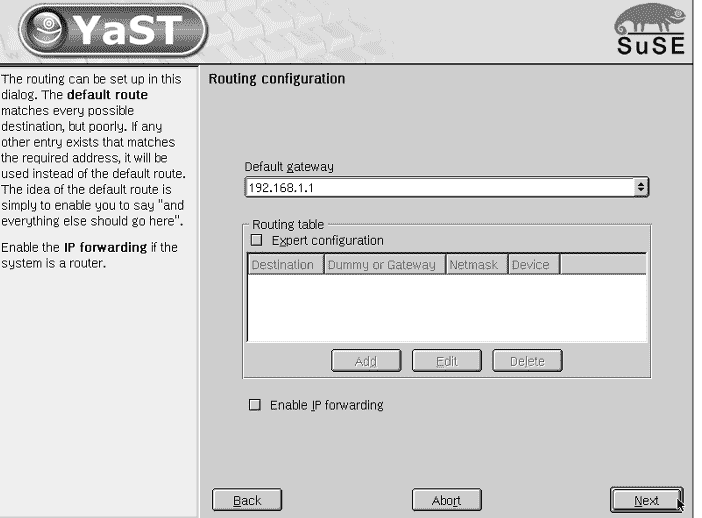 YaST
SuSE
The routing can be set up in this
dialog. The default route
matches every possible
destination, but poorly. If any
other entry exists that matches
the required address, it will be
used instead of the default route.
The idea of the default route is
simply to enable you to say "and
everything else should go here".
Enable the IP forwarding if the
system is a router.
Routing configuration
Default gateway
192.168.1.1
Routing table
Expert configuration
Destination Dummy or Gateway Netmask Device
Add Edit Delete
Enable IP forwarding
Back Abort Next